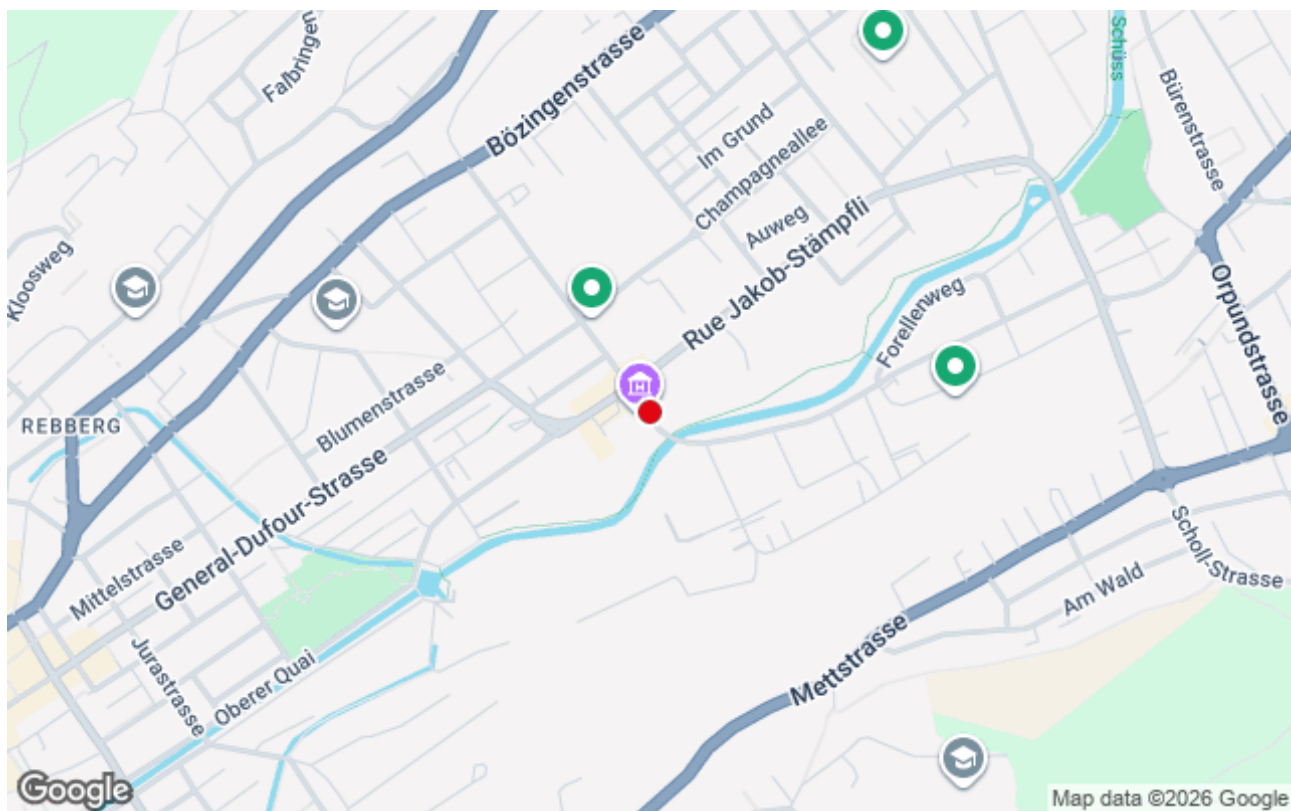 Falbringen
Bözingenstrasse
Schüss
Bürenstrasse
Im Grund
Champagneallee
Auweg
Kloosweg
Rue Jakob-Stämpfli
Forellenweg
Orpundstrasse
Blumenstrasse
REBBERG
General-Dufour-Strasse
Mittelstrasse
Scholl-Strasse
Am Wald
Jurastrasse
Oberer Quai
Mettstrasse
Google
Map data ©2026 Google